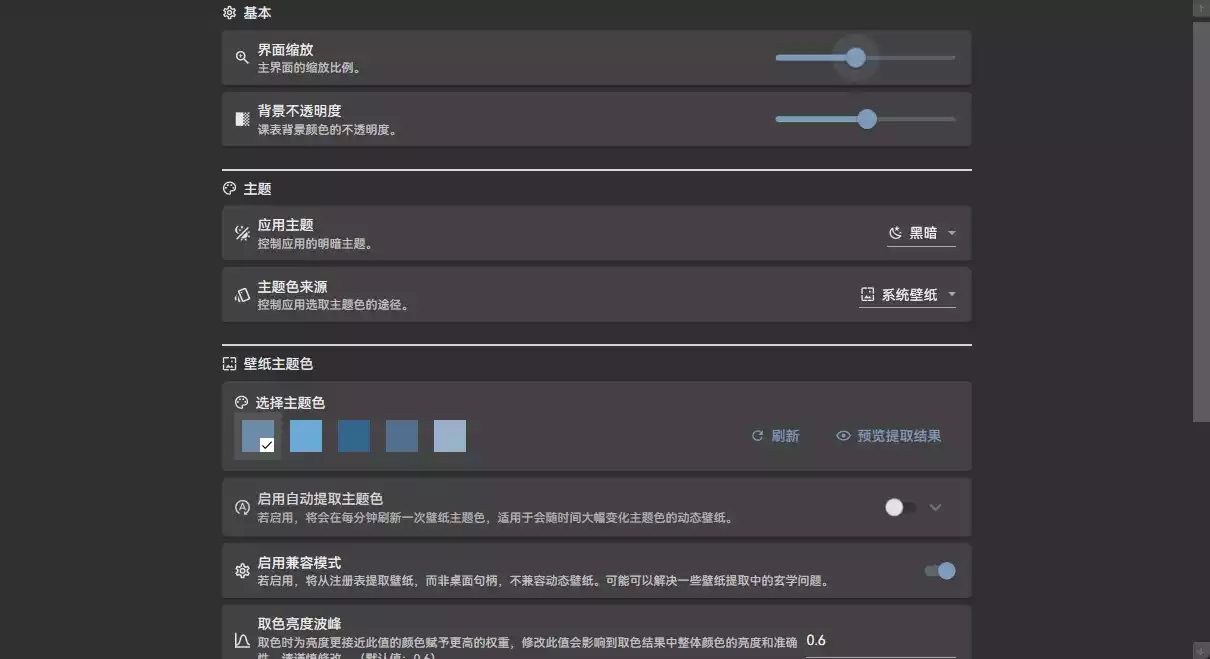 基本
界面缩放
主界面的缩放比例。
背景不透明度
课表背景颜色的不透明度。
主题
应用主题
控制应用的明暗主题。
黑暗
主题色来源
控制应用选取主题色的途径。
系统壁纸
壁纸主题色
选择主题色
刷新
预览提取结果
启用自动提取主题色
若启用，将会在每分钟刷新一次壁纸主题色，适用于会随时间大幅变化主题色的动态壁纸。
启用兼容模式
若启用，将从注册表提取壁纸，而非桌面句柄，不兼容动态壁纸。可能可以解决一些壁纸提取中的玄学问题。
取色亮度波峰
取色时为亮度更接近此值的颜色赋予更高的权重，修改此值会影响到取色结果中整体颜色的亮度和准确
性，请谨慎修改。（默认值：0.6）
0.6